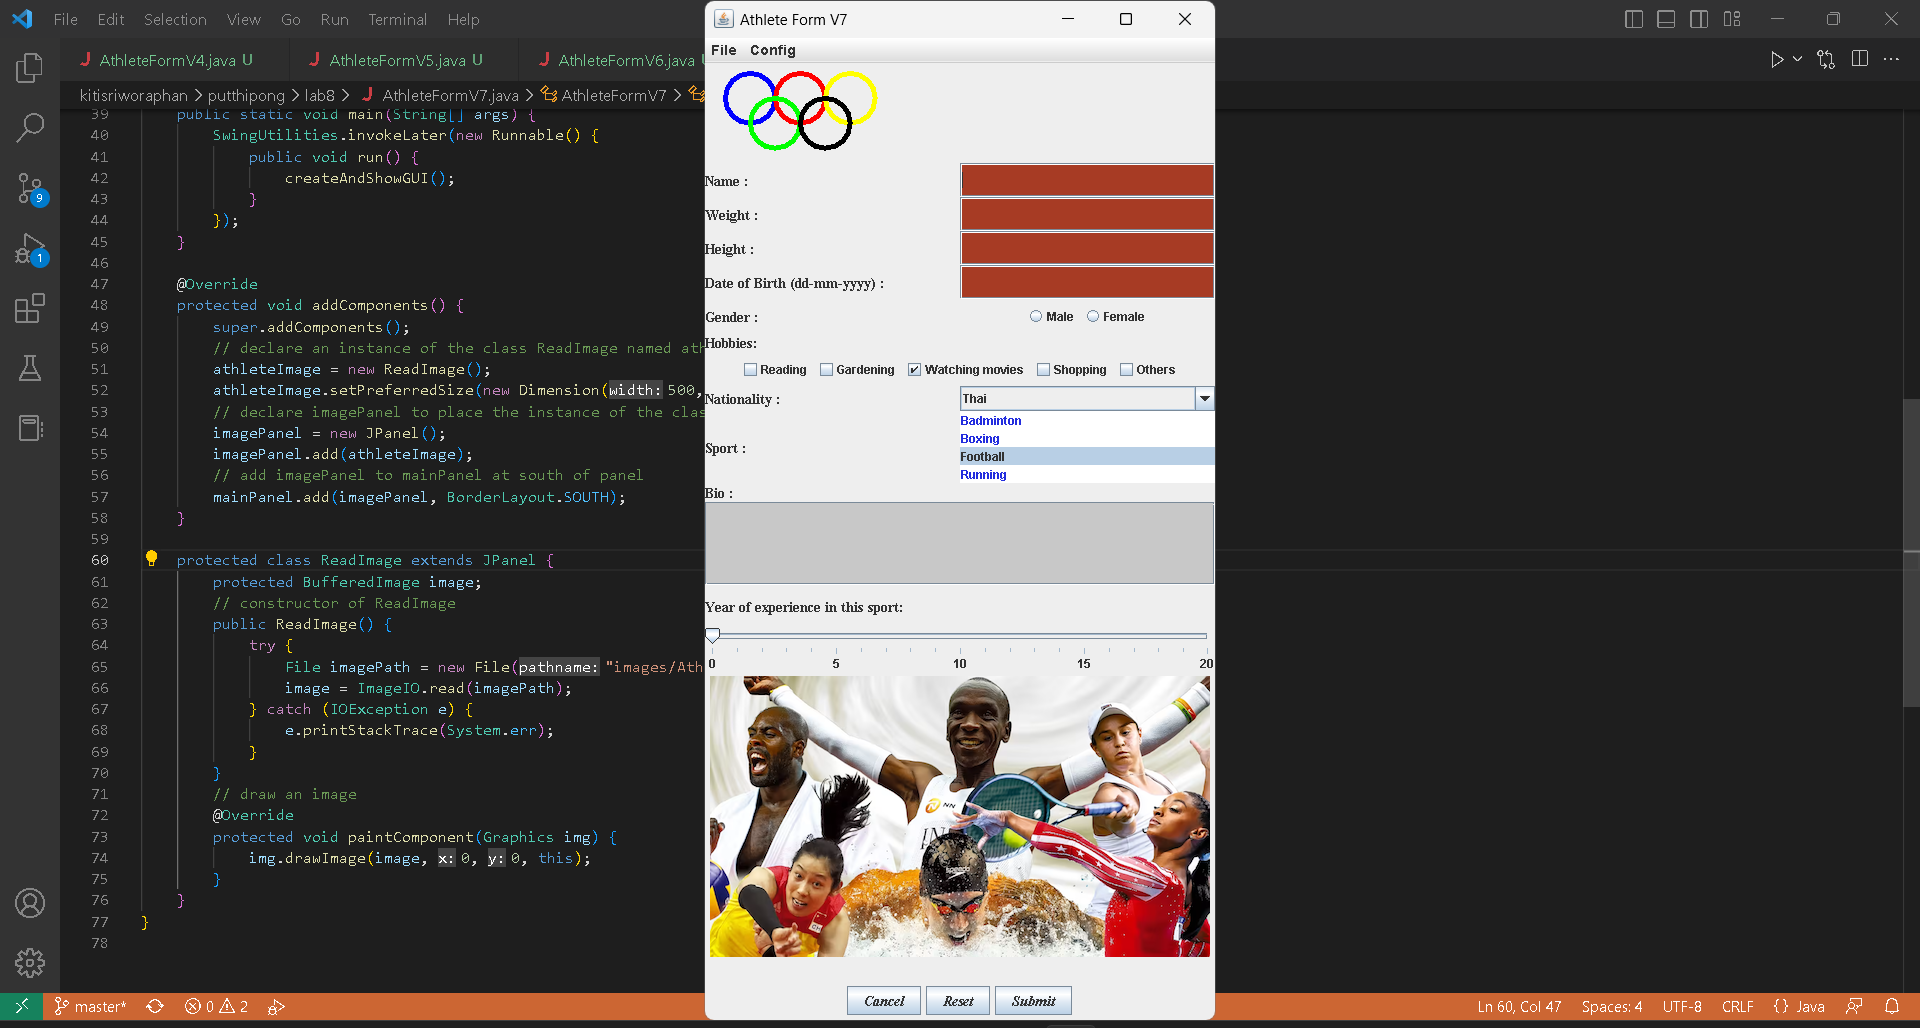 File Edit Selection View Go Run Terminal Help
AthleteFormV4.java U AthleteFormV5.java U AthleteFormV6.java
kitisriworaphan > putthipong > lab8 > AthleteFormV7.java > AthleteFormV7 >
39 public static void main(String[] args) {
40 SwingUtilities.invokeLater(new Runnable() {
41 public void run() {
42 createAndShowGUI();
43 }
44 });
45 }
46
47 @Override
48 protected void addComponents() {
49 super.addComponents();
50 // declare an instance of the class ReadImage named ath
51 athleteImage = new ReadImage();
52 athleteImage.setPreferredSize(new Dimension(width: 500,
53 // declare imagePanel to place the instance of the clas
54 imagePanel = new JPanel();
55 imagePanel.add(athleteImage);
56 // add imagePanel to mainPanel at south of panel
57 mainPanel.add(imagePanel, BorderLayout.SOUTH);
58 }
59
60 protected class ReadImage extends JPanel {
61 protected BufferedImage image;
62 // constructor of ReadImage
63 public ReadImage() {
64 try {
65 File imagePath = new File(pathname: "images/Ath
66 image = ImageIO.read(imagePath);
67 } catch (IOException e) {
68 e.printStackTrace(System.err);
69 }
70 }
71 // draw an image
72 @Override
73 protected void paintComponent(Graphics img) {
74 img.drawImage(image, x: 0, y: 0, this);
75 }
76 }
77 }
78
9
1
Athlete Form V7
File Config
Name :
Weight :
Height :
Date of Birth (dd-mm-yyyy) :
Gender : Male Female
Hobbies:
Reading Gardening Watching movies Shopping Others
Nationality : Thai
Sport :
Badminton
Boxing
Football
Running
Bio :
Year of experience in this sport:
0 5 10 15 20
NN
speedo
Cancel Reset Submit
master* 0 2
Ln 60, Col 47 Spaces: 4 UTF-8 CRLF {} Java